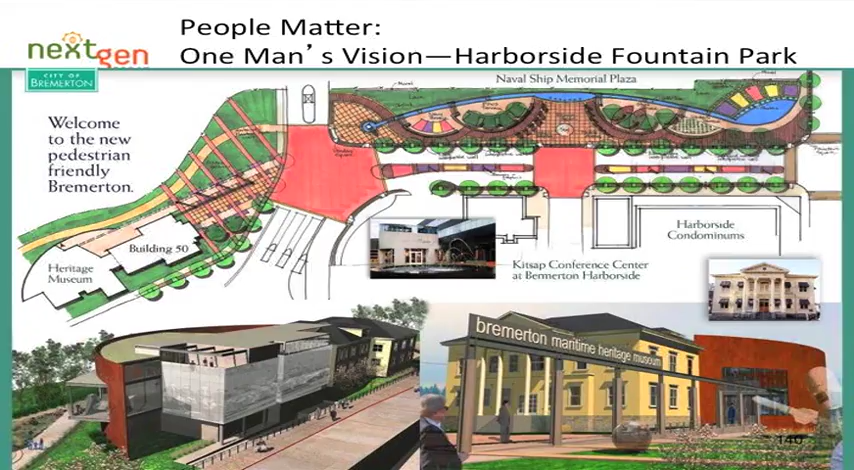 People Matter:
One Man's Vision—Harborside Fountain Park
nextgen
CITY OF
BREMERTON
Naval Ship Memorial Plaza
Welcome
to the new
pedestrian
friendly
Bremerton.
Building 50
Heritage
Museum
Harborside
Condominums
Kitsap Conference Center
at Bermerton Harborside
bremerton maritime heritage museum
140